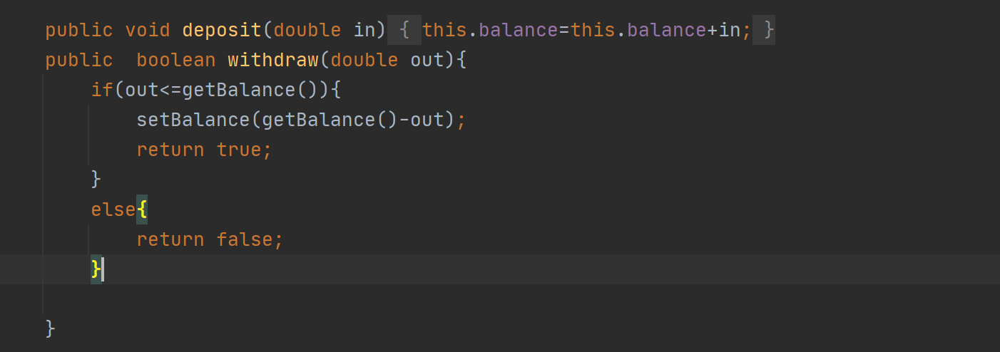 public void deposit(double in) { this.balance=this.balance+in; }
public  boolean withdraw(double out){
    if(out<=getBalance()){
        setBalance(getBalance()-out);
        return true;
    }
    else{
        return false;
    }
}